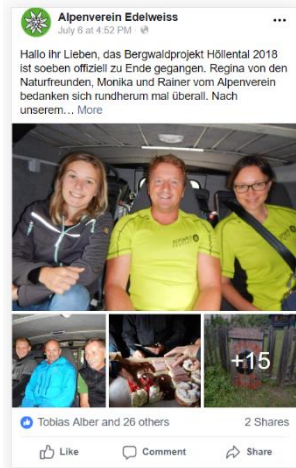 Alpenverein Edelweiss
July 6 at 4:52 PM ·
Hallo ihr Lieben, das Bergwaldprojekt Höllental 2018
ist soeben offiziell zu Ende gegangen. Regina von den
Naturfreunden, Monika und Rainer vom Alpenverein
bedanken sich rundherum mal überall. Nach
unserem... More
+15
Tobias Alber and 26 others
2 Shares
Like
Comment
Share